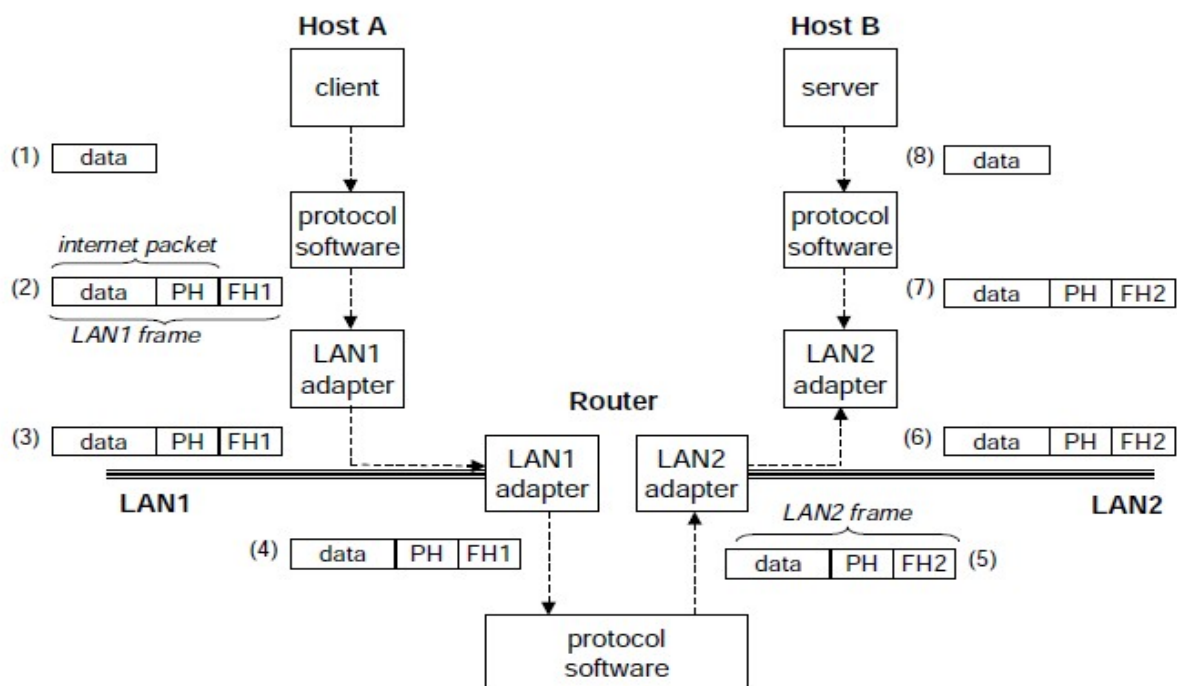 Host A
Host B
client
server
(1) data
(8) data
protocol
software
protocol
software
internet packet
(2) data PH FH1
LAN1 frame
(7) data PH FH2
LAN1
adapter
LAN2
adapter
Router
(3) data PH FH1
(6) data PH FH2
LAN1
adapter
LAN2
adapter
LAN1
LAN2
LAN2 frame
(4) data PH FH1
data PH FH2 (5)
protocol
software